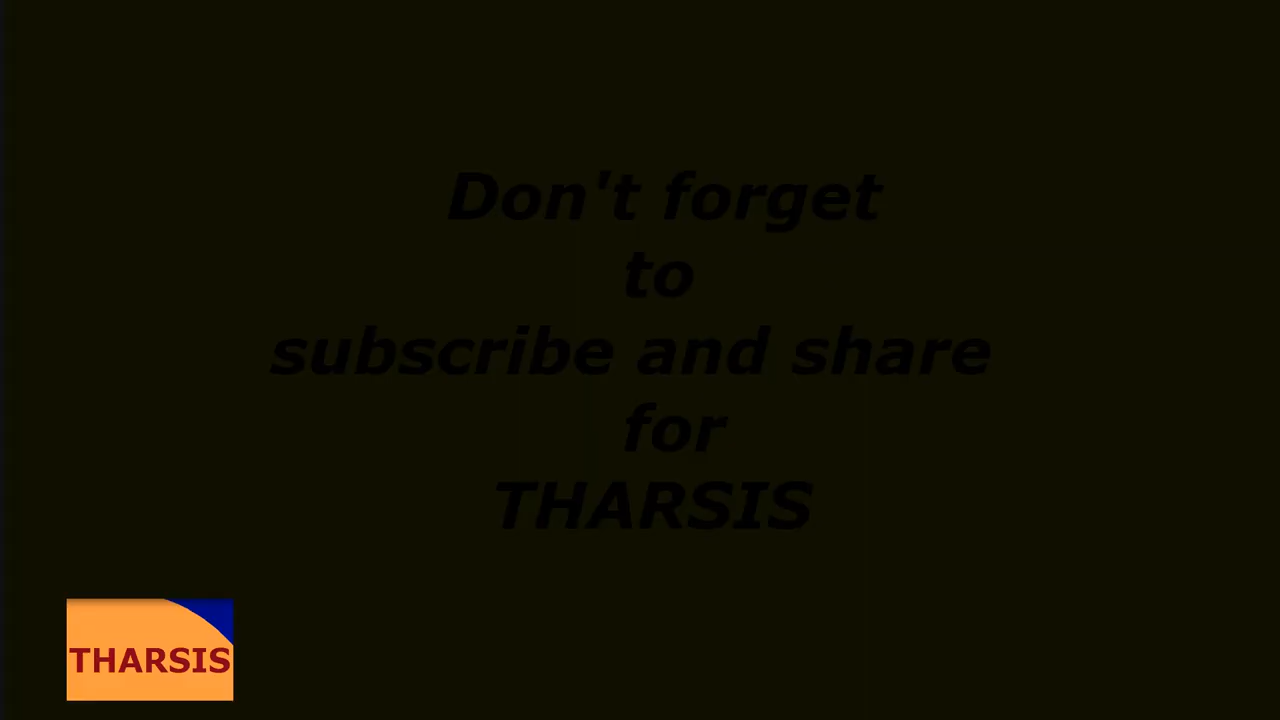 Don't forget
to
subscribe and share
for
THARSIS
THARSIS